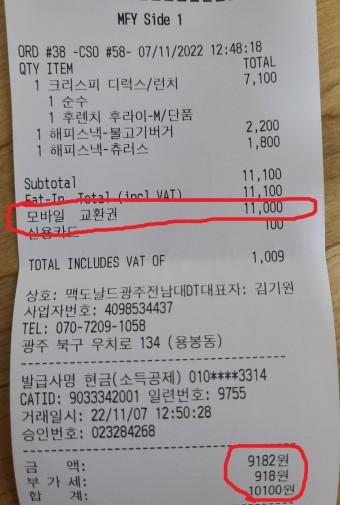 MFY Side 1
ORD #38 -CSO #58- 07/11/2022 12:48:18
QTY ITEM TOTAL
1 크리스피 디럭스/런치 7,100
1 순수
1 후렌치 후라이-M/단품
1 해피스낵-불고기버거 2,200
1 해피스낵-츄러스 1,800
Subtotal 11,100
Eat-In Total (incl VAT) 11,100
모바일 교환권 11,000
신용카드 100
TOTAL INCLUDES VAT OF 1,009
상호: 맥도날드광주전남대DT대표자: 김기원
사업자번호: 4098534437
TEL: 070-7209-1058
광주 북구 우치로 134 (용봉동)
발급사명 현금(소득공제) 010****3314
CATID: 9033342001 일련번호: 9755
거래일시: 22/11/07 12:50:28
승인번호: 023284268
금 액: 9182원
부 가 세: 918원
합 계: 10100원